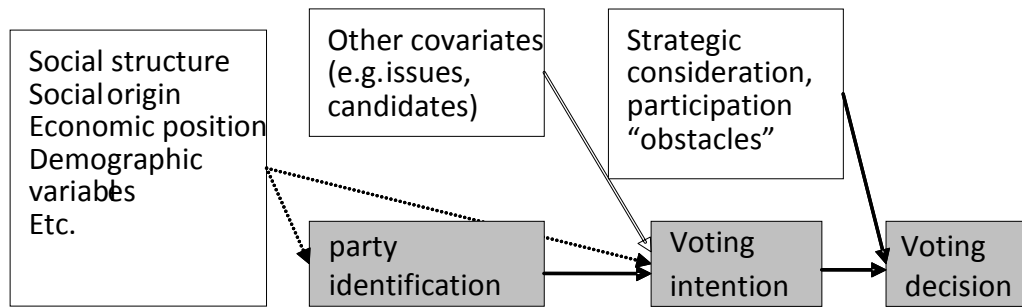 Social structure
Social origin
Economic position
Demographic
variables
Etc.
Other covariates
(e.g. issues,
candidates)
Strategic
consideration,
participation
“obstacles”
party
identification
Voting
intention
Voting
decision